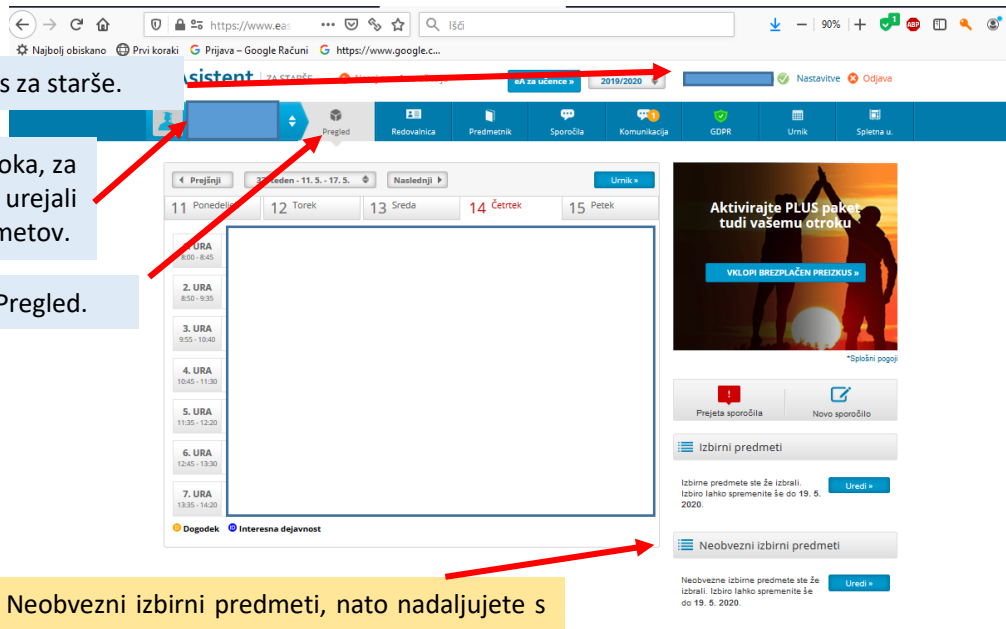 https://www.eas
Išči
90%
Najbolj obiskano Prvi koraki Prijava – Google Računi https://www.google.c...
s za starše.
Asistent ZA STARŠE
eA za učence »
2019/2020
Nastavitve Odjava
Pregled Redovalnica Predmetnik Sporočila Komunikacija GDPR Urnik Spletna u.
1
oka, za
urejali
metov.
Pregled.
Prejšnji
teden - 11. 5. - 17. 5.
Naslednji
Urnik »
11 Ponedeljek 12 Torek 13 Sreda 14 Četrtek 15 Petek
URA
8:00 - 8:45
2. URA
8:50 - 9:35
3. URA
9:55 - 10:40
4. URA
10:45 - 11:30
5. URA
11:35 - 12:20
6. URA
12:45 - 13:30
7. URA
13:35 - 14:20
Dogodek Interesna dejavnost
Aktivirajte PLUS paket
tudi vašemu otroku
VKLOPI BREZPLAČEN PREIZKUS »
*Splošni pogoji
Prejeta sporočila
Novo sporočilo
Izbirni predmeti
Izbirne predmete ste že izbrali.
Izbiro lahko spremenite še do 19. 5.
2020.
Uredi »
Neobvezni izbirni predmeti
Neobvezne izbirne predmete ste že
izbrali. Izbiro lahko spremenite še
do 19. 5. 2020.
Uredi »
Neobvezni izbirni predmeti, nato nadaljujete s